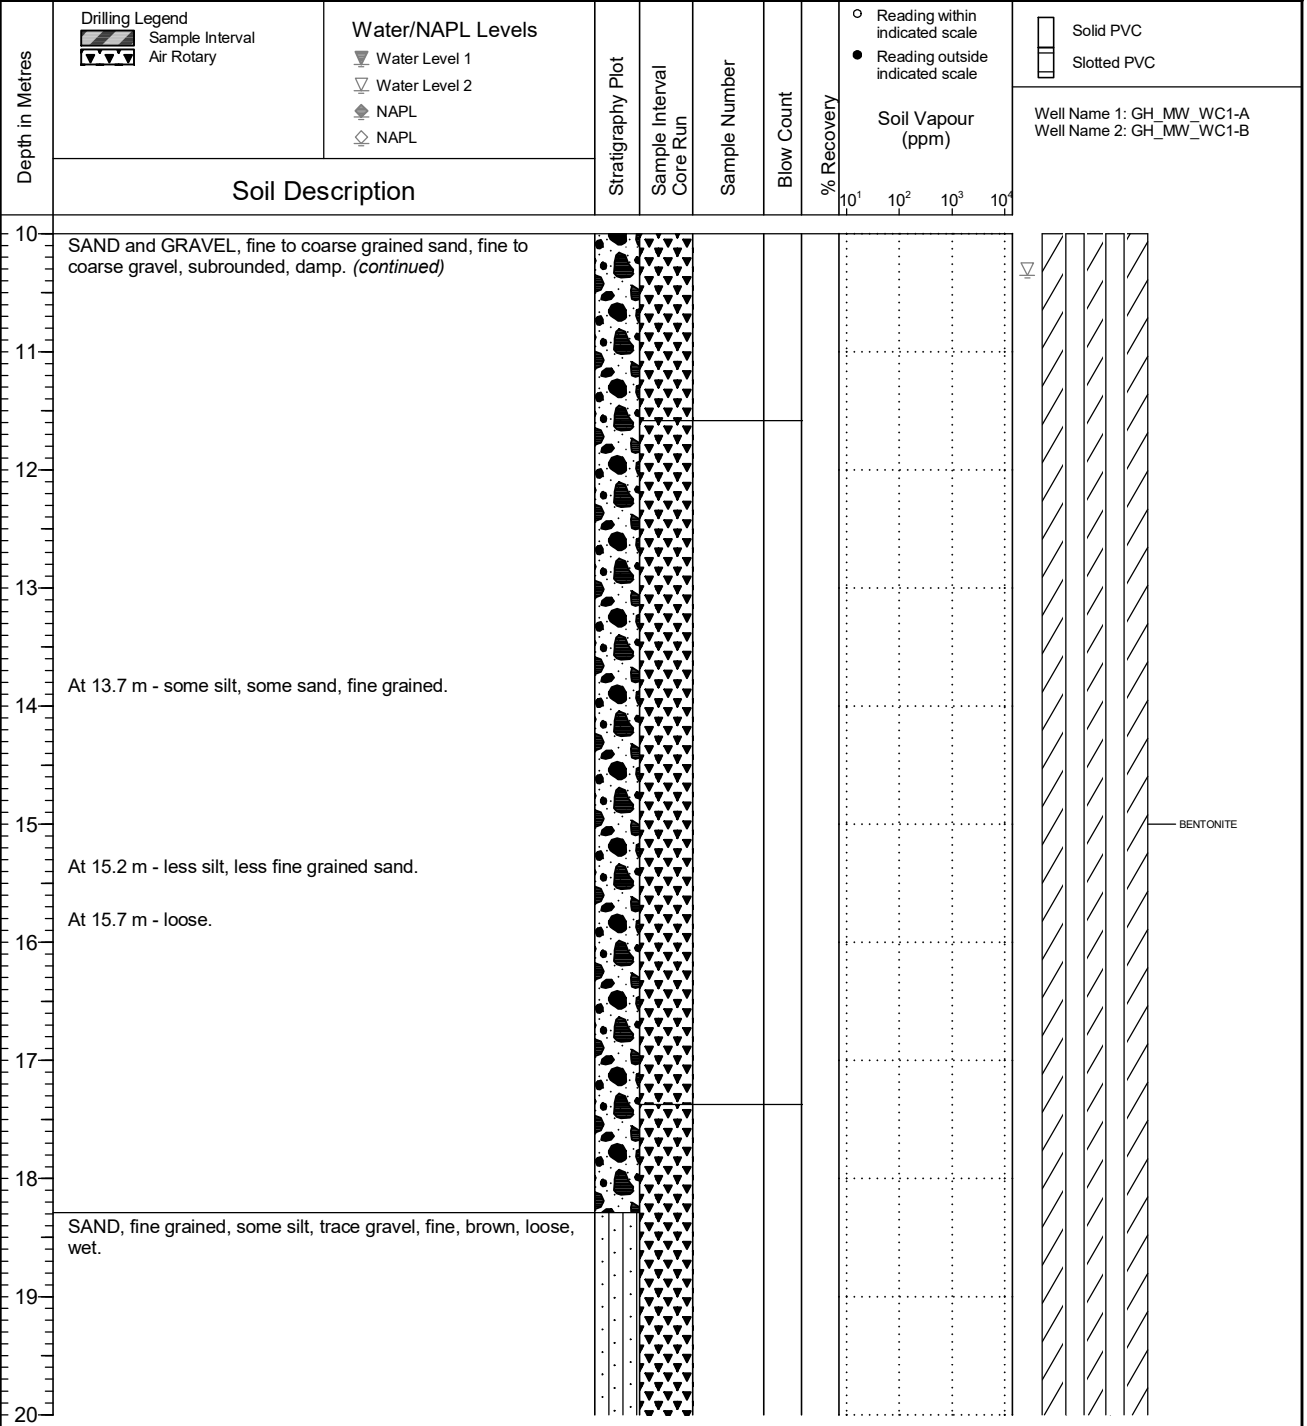 Drilling Legend
Sample Interval
Air Rotary
Water/NAPL Levels
Water Level 1
Water Level 2
NAPL
NAPL
Depth in Metres
Soil Description
Stratigraphy Plot
Sample Interval
Core Run
Sample Number
Blow Count
% Recovery
Reading within
indicated scale
Reading outside
indicated scale
Soil Vapour
(ppm)
10¹ 10² 10³ 10⁴
Solid PVC
Slotted PVC
Well Name 1: GH_MW_WC1-A
Well Name 2: GH_MW_WC1-B
10
SAND and GRAVEL, fine to coarse grained sand, fine to
coarse gravel, subrounded, damp. (continued)
11
12
13
At 13.7 m - some silt, some sand, fine grained.
14
15
BENTONITE
At 15.2 m - less silt, less fine grained sand.
At 15.7 m - loose.
16
17
18
SAND, fine grained, some silt, trace gravel, fine, brown, loose,
wet.
19
20